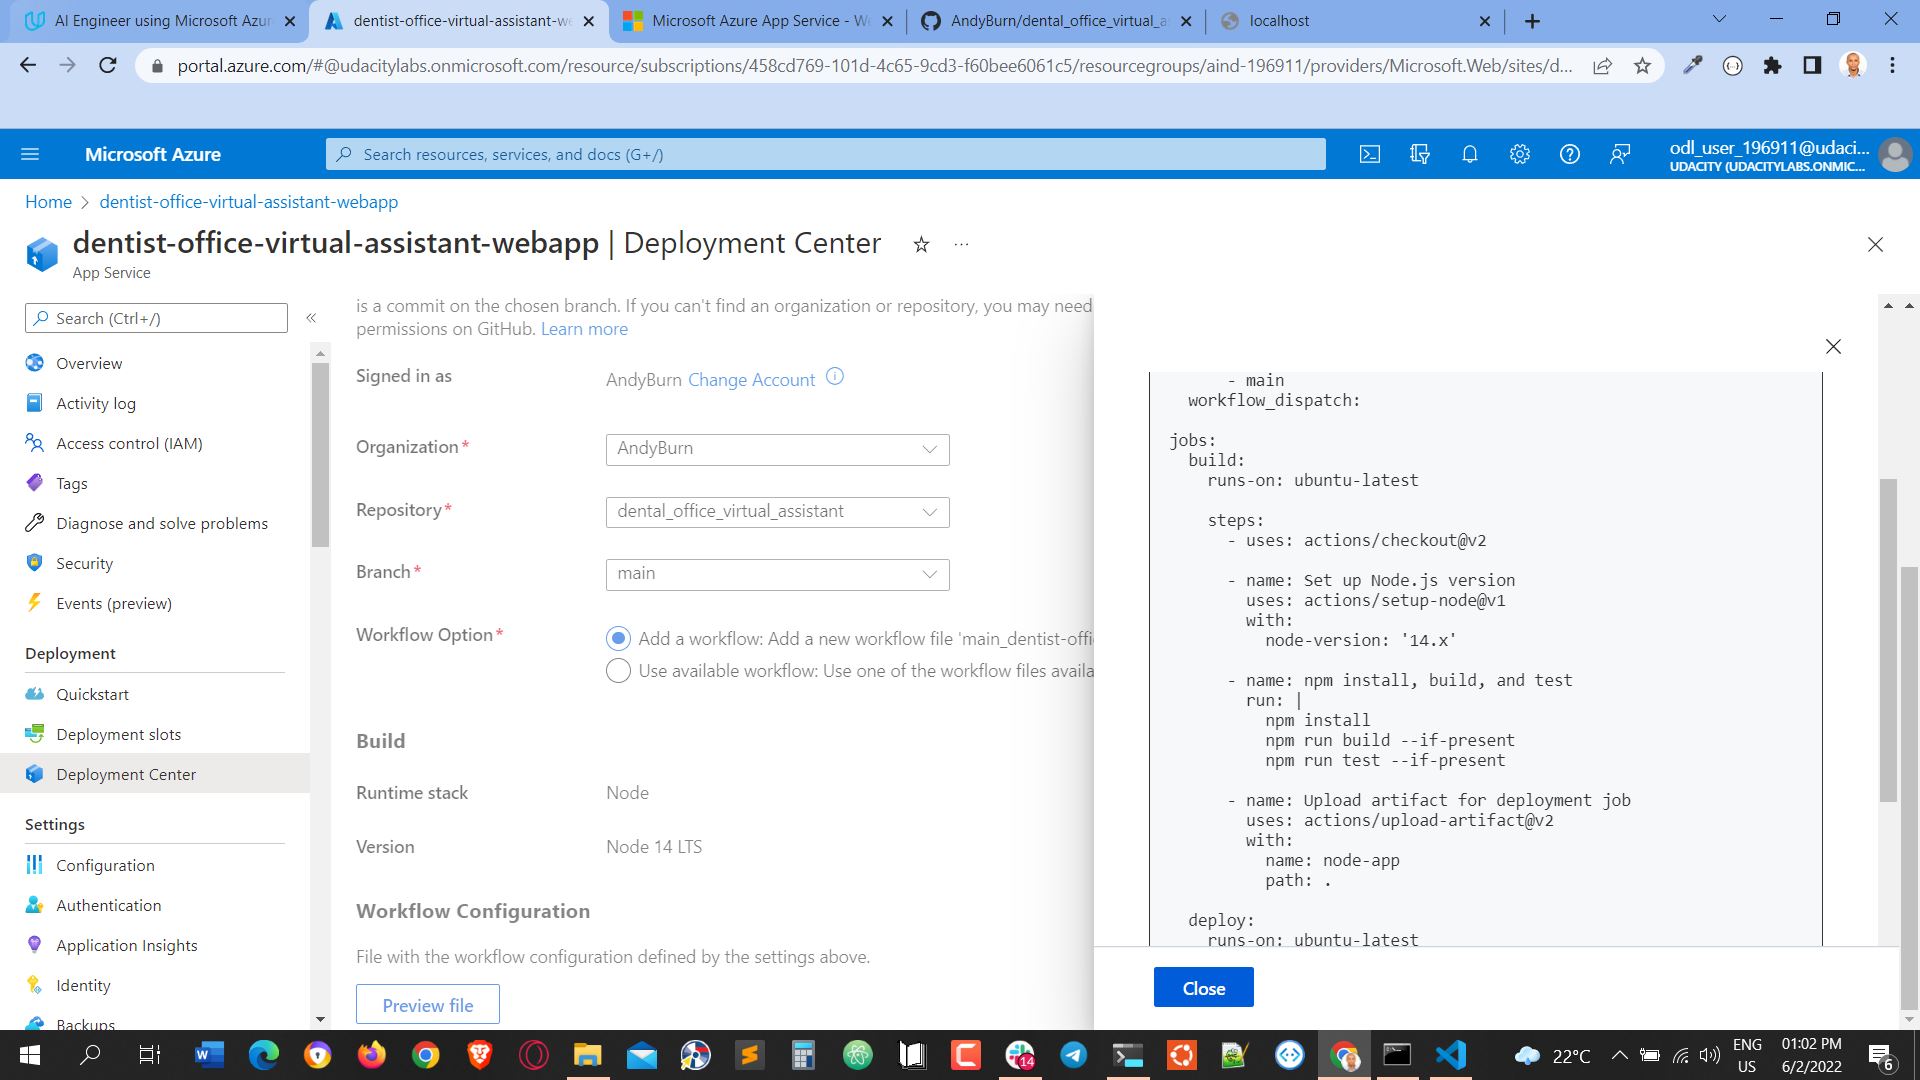 AI Engineer using Microsoft Azur
dentist-office-virtual-assistant-we
Microsoft Azure App Service - We
AndyBurn/dental_office_virtual_as
localhost
portal.azure.com/#@udacitylabs.onmicrosoft.com/resource/subscriptions/458cd769-101d-4c65-9cd3-f60bee6061c5/resourcegroups/aind-196911/providers/Microsoft.Web/sites/d...
Microsoft Azure
Search resources, services, and docs (G+/)
odl_user_196911@udaci...
UDACITY (UDACITYLABS.ONMIC...
Home > dentist-office-virtual-assistant-webapp
dentist-office-virtual-assistant-webapp | Deployment Center
App Service
Search (Ctrl+/)
Overview
Activity log
Access control (IAM)
Tags
Diagnose and solve problems
Security
Events (preview)
Deployment
Quickstart
Deployment slots
Deployment Center
Settings
Configuration
Authentication
Application Insights
Identity
Backups
is a commit on the chosen branch. If you can't find an organization or repository, you may need
permissions on GitHub. Learn more
Signed in as
AndyBurn Change Account
Organization*
AndyBurn
Repository*
dental_office_virtual_assistant
Branch*
main
Workflow Option*
Add a workflow: Add a new workflow file 'main_dentist-offi
Use available workflow: Use one of the workflow files availa
Build
Runtime stack
Node
Version
Node 14 LTS
Workflow Configuration
File with the workflow configuration defined by the settings above.
Preview file
- main
workflow_dispatch:
jobs:
build:
runs-on: ubuntu-latest
steps:
- uses: actions/checkout@v2
- name: Set up Node.js version
uses: actions/setup-node@v1
with:
node-version: '14.x'
- name: npm install, build, and test
run: |
npm install
npm run build --if-present
npm run test --if-present
- name: Upload artifact for deployment job
uses: actions/upload-artifact@v2
with:
name: node-app
path: .
deploy:
runs-on: ubuntu-latest
Close
14
22°C
ENG
US
01:02 PM
6/2/2022
6